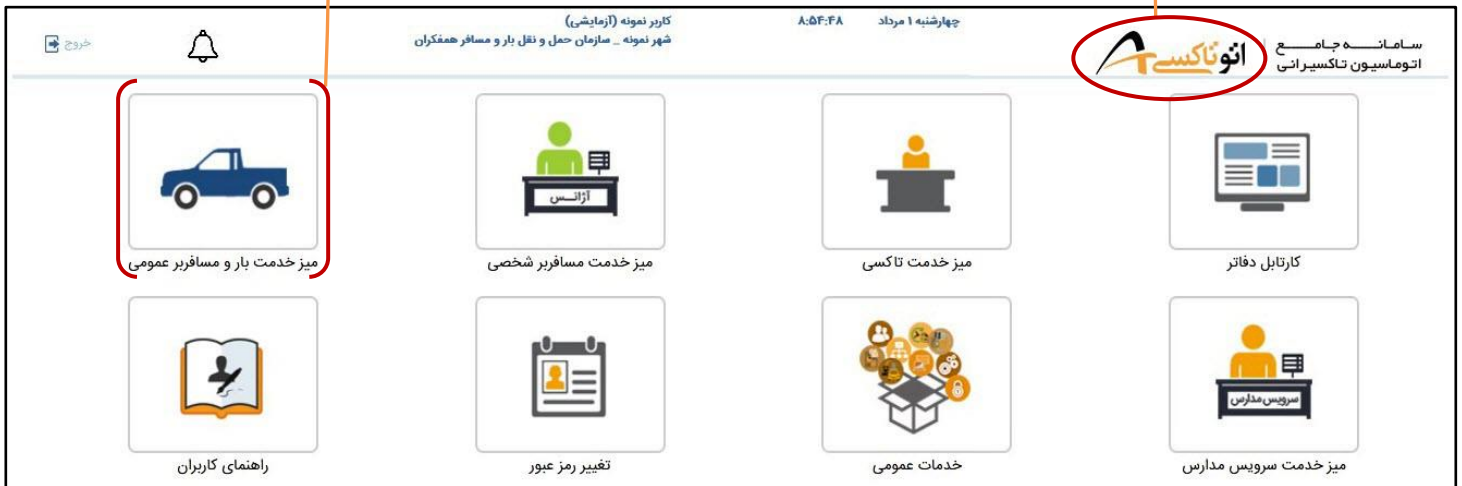 سامانه جامع
اتوماسیون تاکسیرانی
اتوتاکسی
چهارشنبه ۱ مرداد ۸:۵۴:۴۸
کاربر نمونه (آزمایشی)
شهر نمونه _ سازمان حمل و نقل بار و مسافر همفکران
خروج
کارتابل دفاتر
میز خدمت تاکسی
آژانس
میز خدمت مسافربر شخصی
میز خدمت بار و مسافربر عمومی
سرویس مدارس
میز خدمت سرویس مدارس
خدمات عمومی
تغییر رمز عبور
راهنمای کاربران